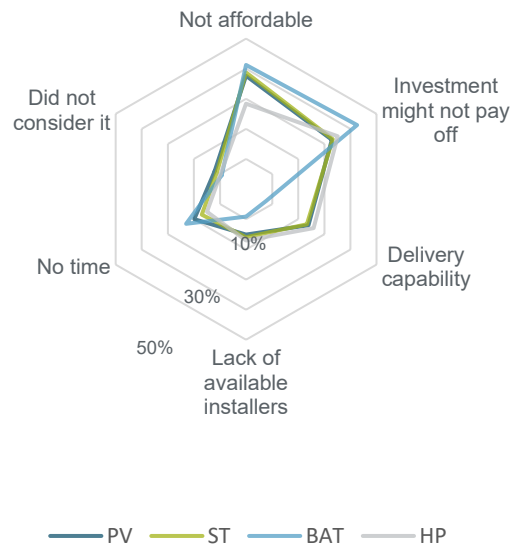 Not affordable
Investment
might not pay
off
Did not
consider it
10%
Delivery
capability
No time
30%
50%
Lack of
available
installers
PV ST BAT HP